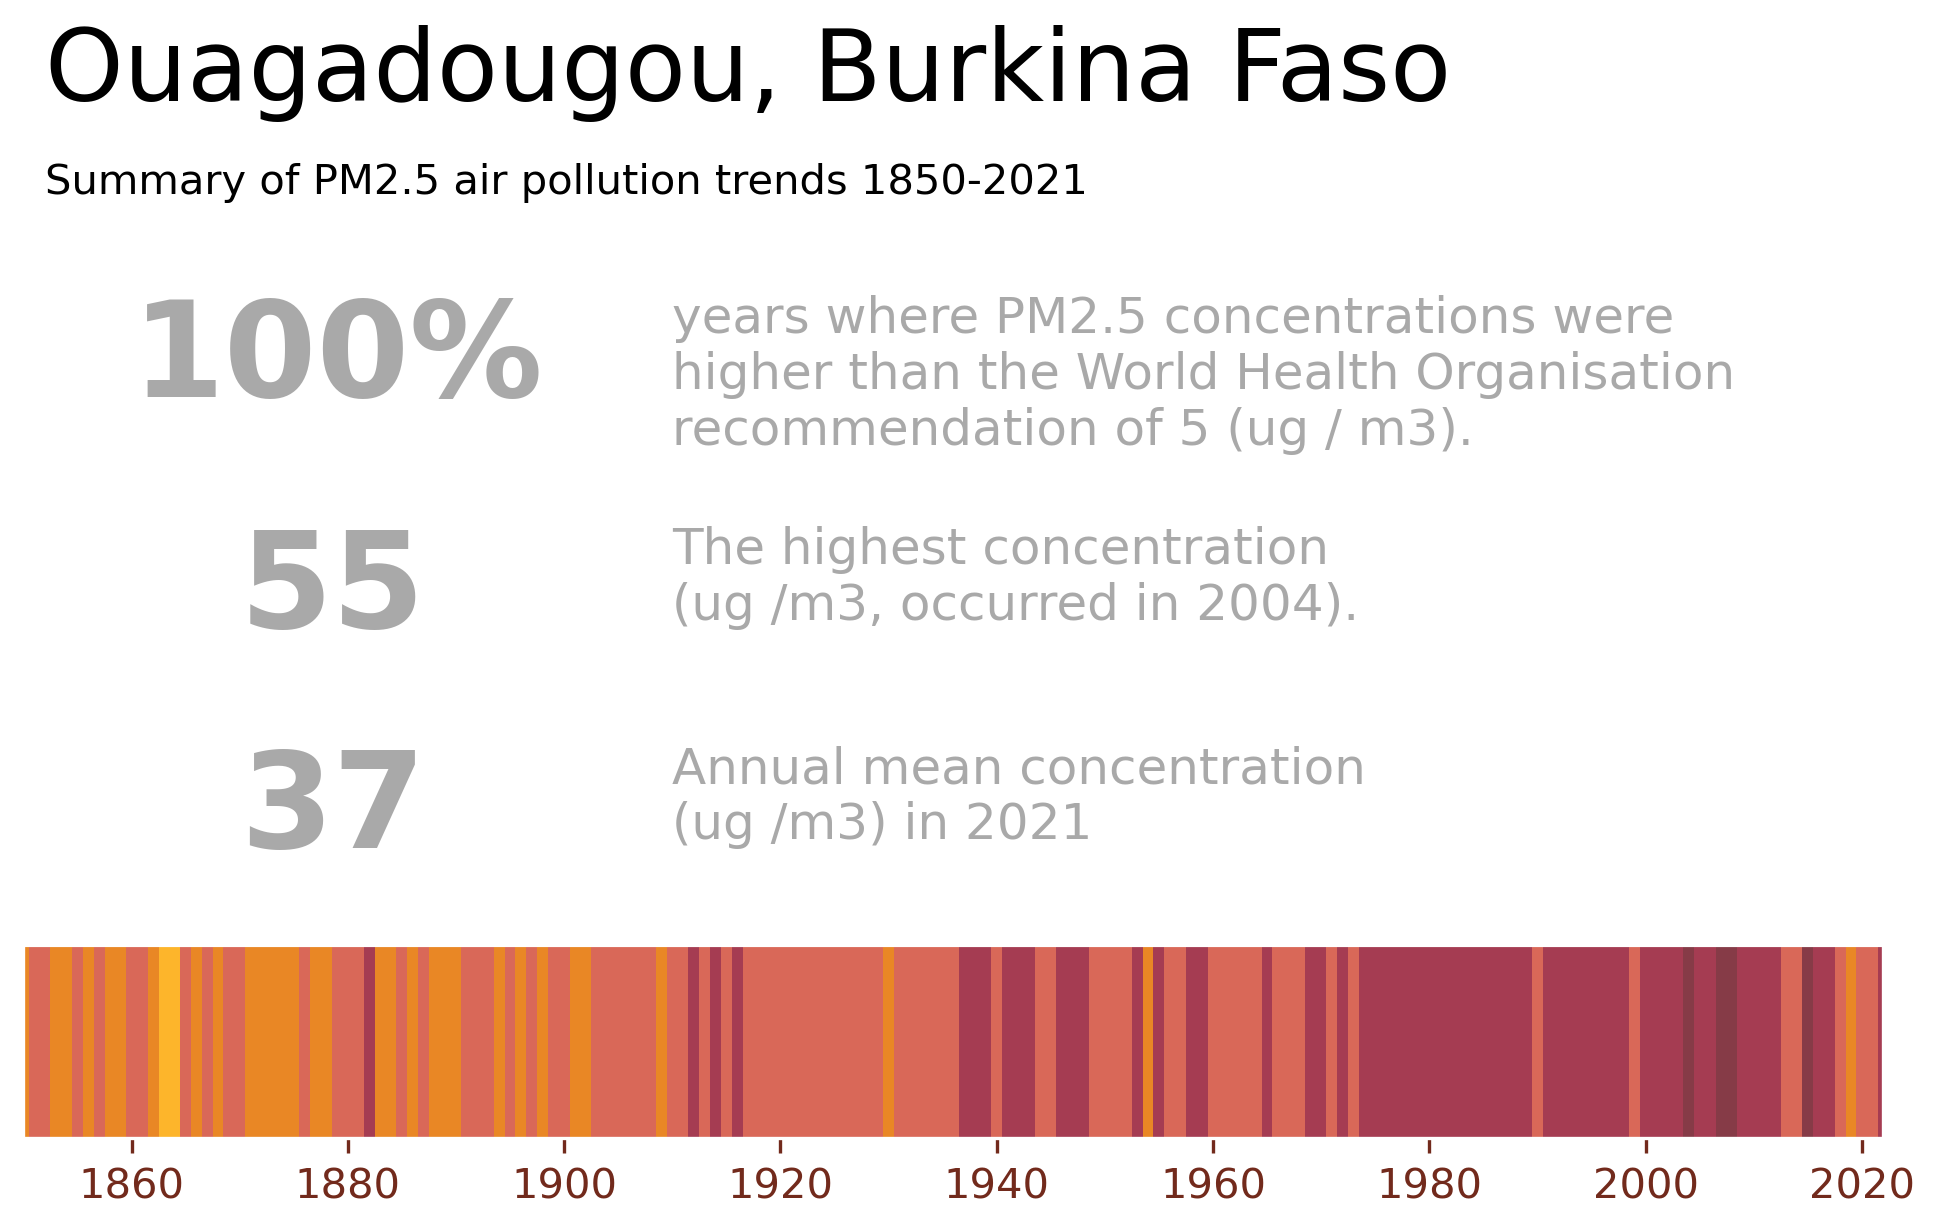 Ouagadougou, Burkina Faso
Summary of PM2.5 air pollution trends 1850-2021
100%
years where PM2.5 concentrations were
higher than the World Health Organisation
recommendation of 5 (ug / m3).
55
The highest concentration
(ug /m3, occurred in 2004).
37
Annual mean concentration
(ug /m3) in 2021
1860 1880 1900 1920 1940 1960 1980 2000 2020